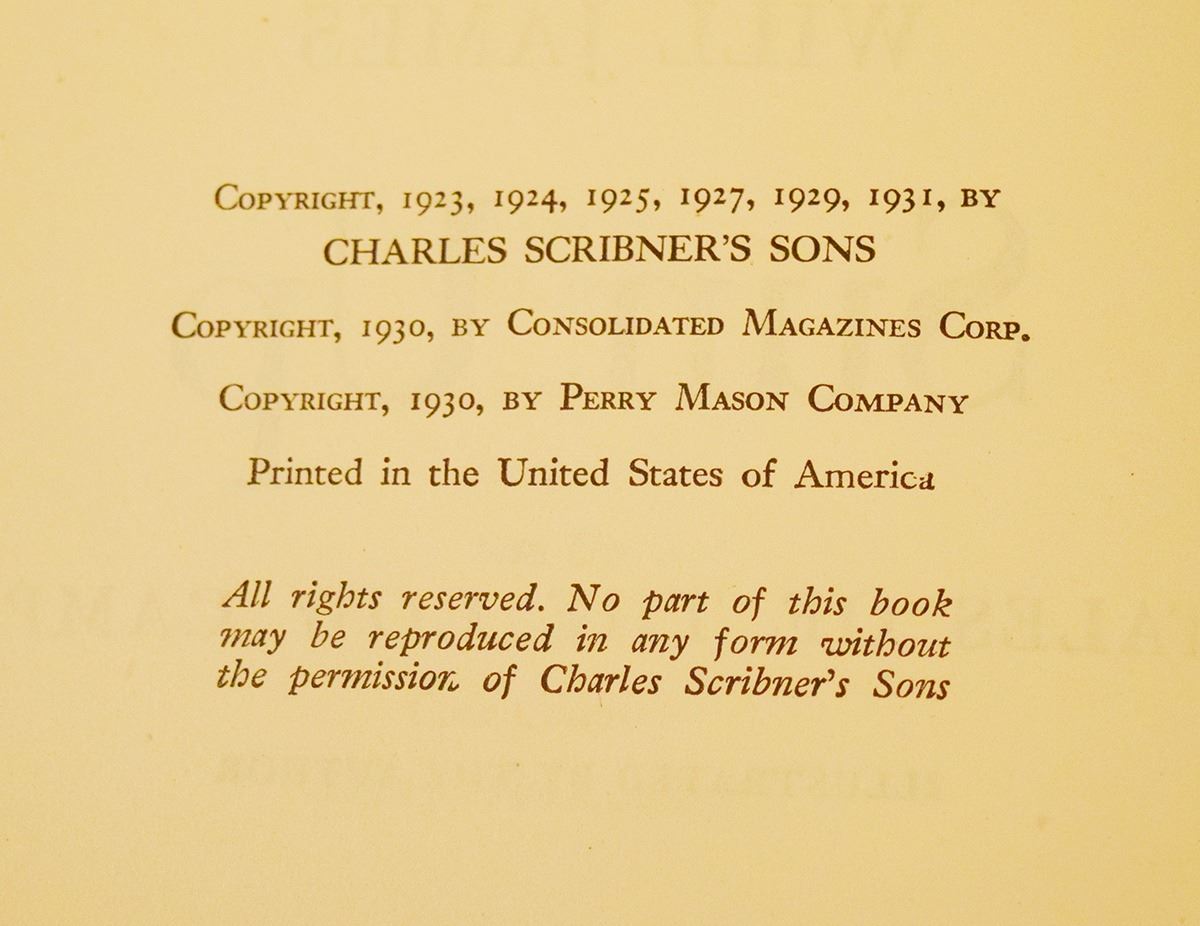 COPYRIGHT, 1923, 1924, 1925, 1927, 1929, 1931, BY
CHARLES SCRIBNER'S SONS
COPYRIGHT, 1930, BY CONSOLIDATED MAGAZINES CORP.
COPYRIGHT, 1930, BY PERRY MASON COMPANY
Printed in the United States of America
All rights reserved. No part of this book
may be reproduced in any form without
the permission of Charles Scribner's Sons